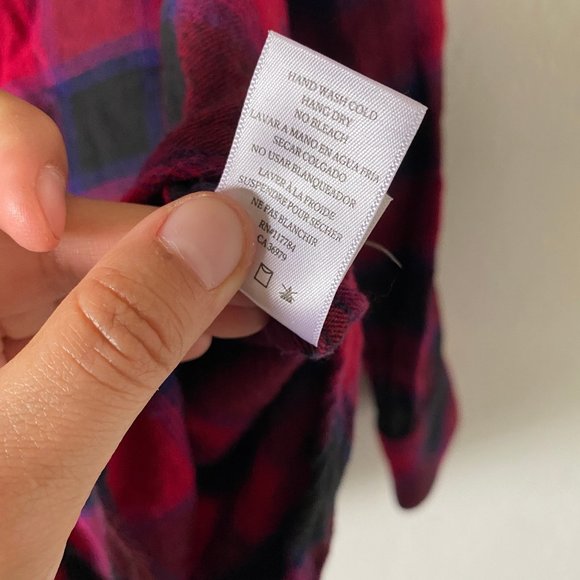 HAND WASH COLD
HANG DRY
NO BLEACH
LAVAR A MANO EN AGUA FRIA
SECAR COLGADO
NO USAR BLANQUEADOR
LAVER À LA FROIDE
SUSPENDRE POUR SÉCHER
NE PAS BLANCHIR
RN#117784
CA 36979